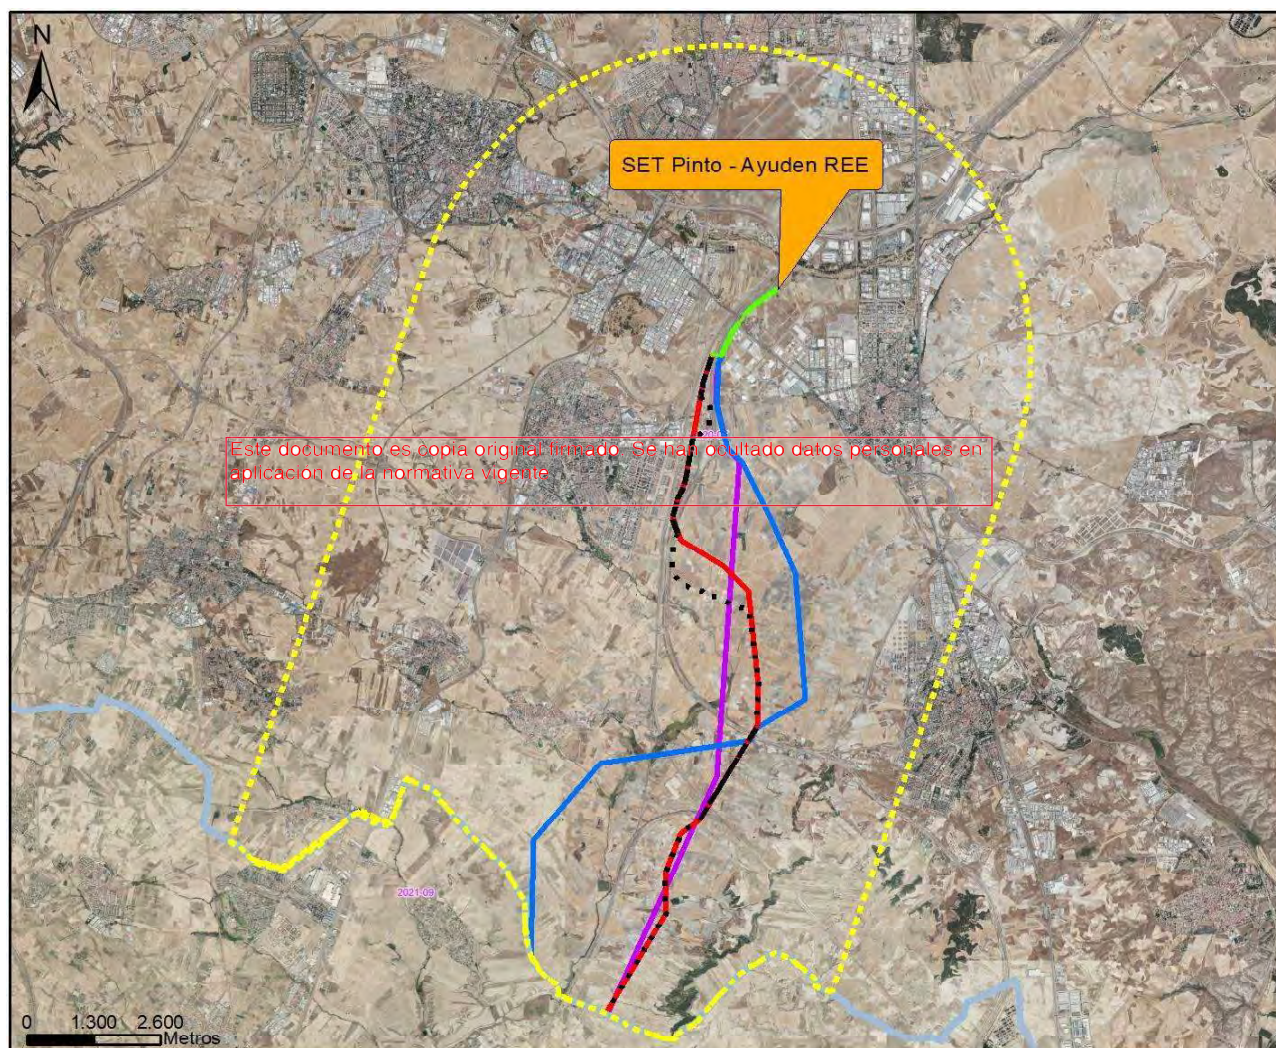 N
SET Pinto - Ayuden REE
Este documento es copia original firmado. Se han ocultado datos personales en
aplicación de la normativa vigente
2021-09
0 1.300 2.600
Metros